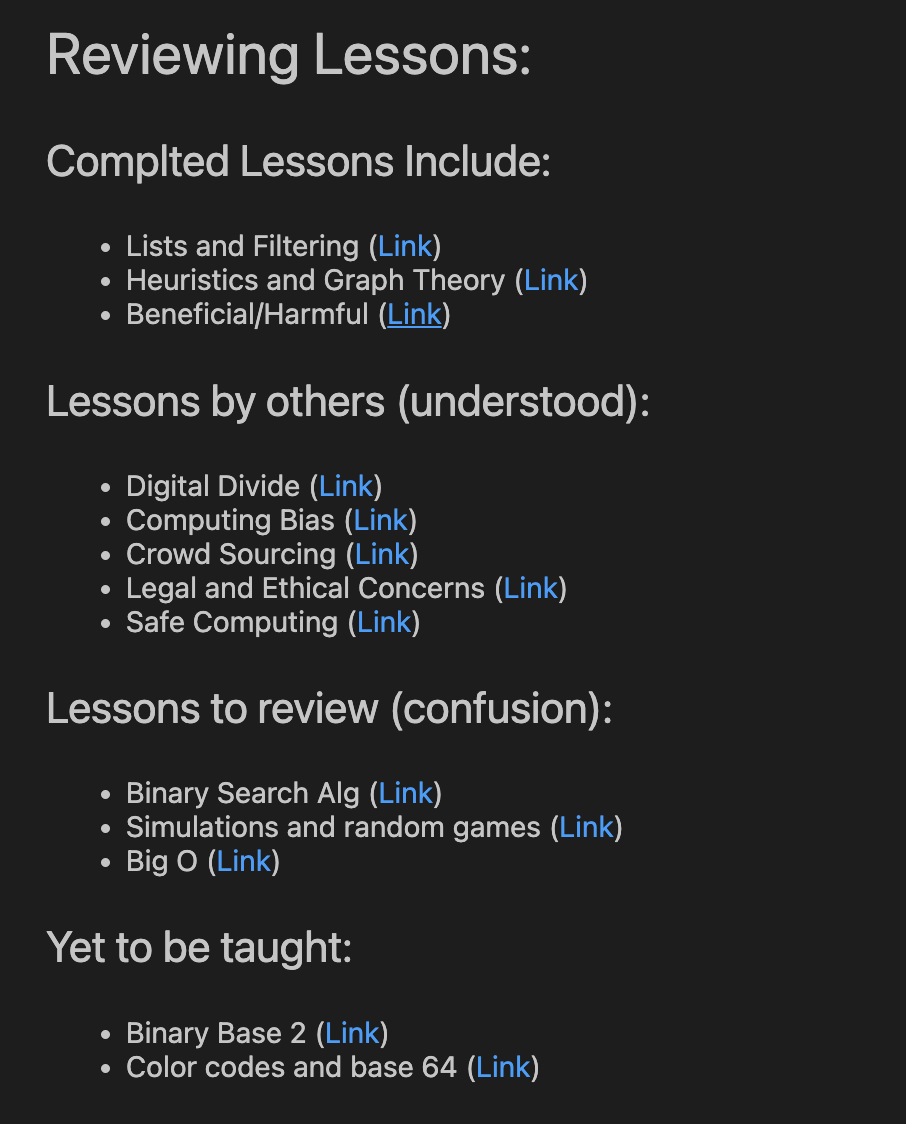 Reviewing Lessons:
Complted Lessons Include:
• Lists and Filtering (Link)
• Heuristics and Graph Theory (Link)
• Beneficial/Harmful (Link)
Lessons by others (understood):
• Digital Divide (Link)
• Computing Bias (Link)
• Crowd Sourcing (Link)
• Legal and Ethical Concerns (Link)
• Safe Computing (Link)
Lessons to review (confusion):
• Binary Search Alg (Link)
• Simulations and random games (Link)
• Big O (Link)
Yet to be taught:
• Binary Base 2 (Link)
• Color codes and base 64 (Link)